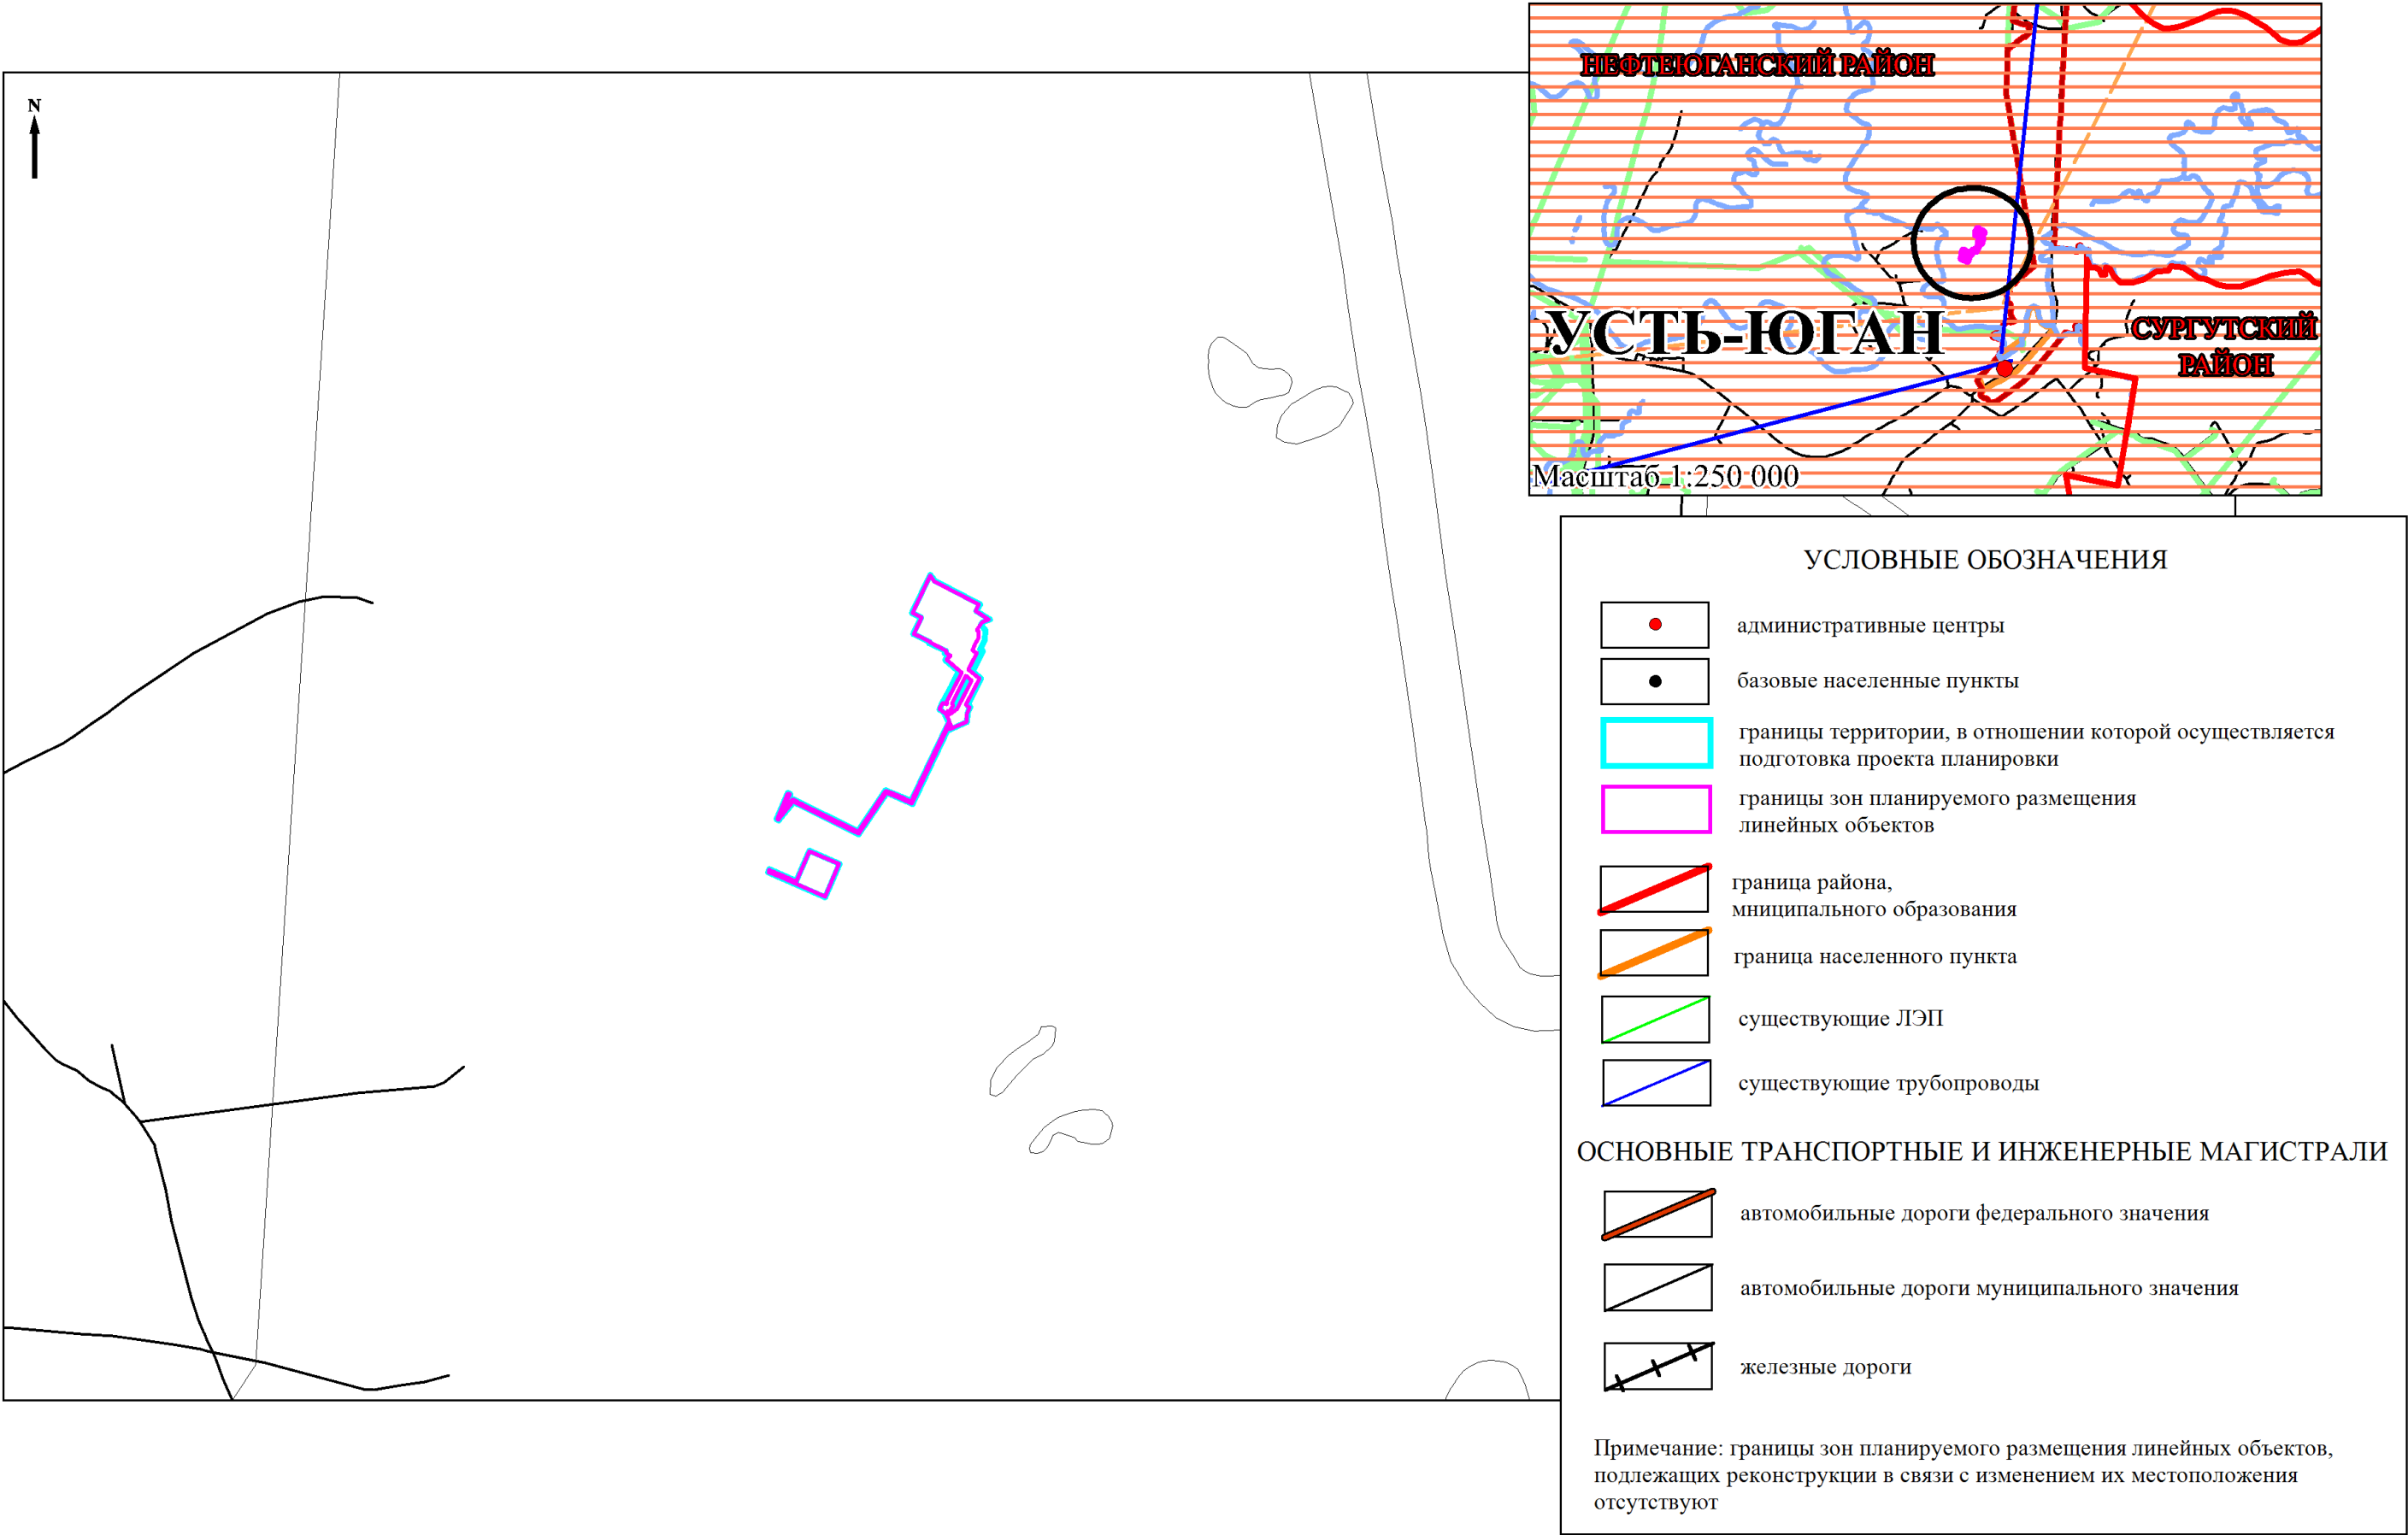 N
НЕФТЕЮГАНСКИЙ РАЙОН
УСТЬ-ЮГАН
СУРГУТСКИЙ
РАЙОН
Масштаб 1:250 000
УСЛОВНЫЕ ОБОЗНАЧЕНИЯ
административные центры
базовые населенные пункты
границы территории, в отношении которой осуществляется
подготовка проекта планировки
границы зон планируемого размещения
линейных объектов
граница района,
мниципального образования
граница населенного пункта
существующие ЛЭП
существующие трубопроводы
ОСНОВНЫЕ ТРАНСПОРТНЫЕ И ИНЖЕНЕРНЫЕ МАГИСТРАЛИ
автомобильные дороги федерального значения
автомобильные дороги муниципального значения
железные дороги
Примечание: границы зон планируемого размещения линейных объектов,
подлежащих реконструкции в связи с изменением их местоположения
отсутствуют